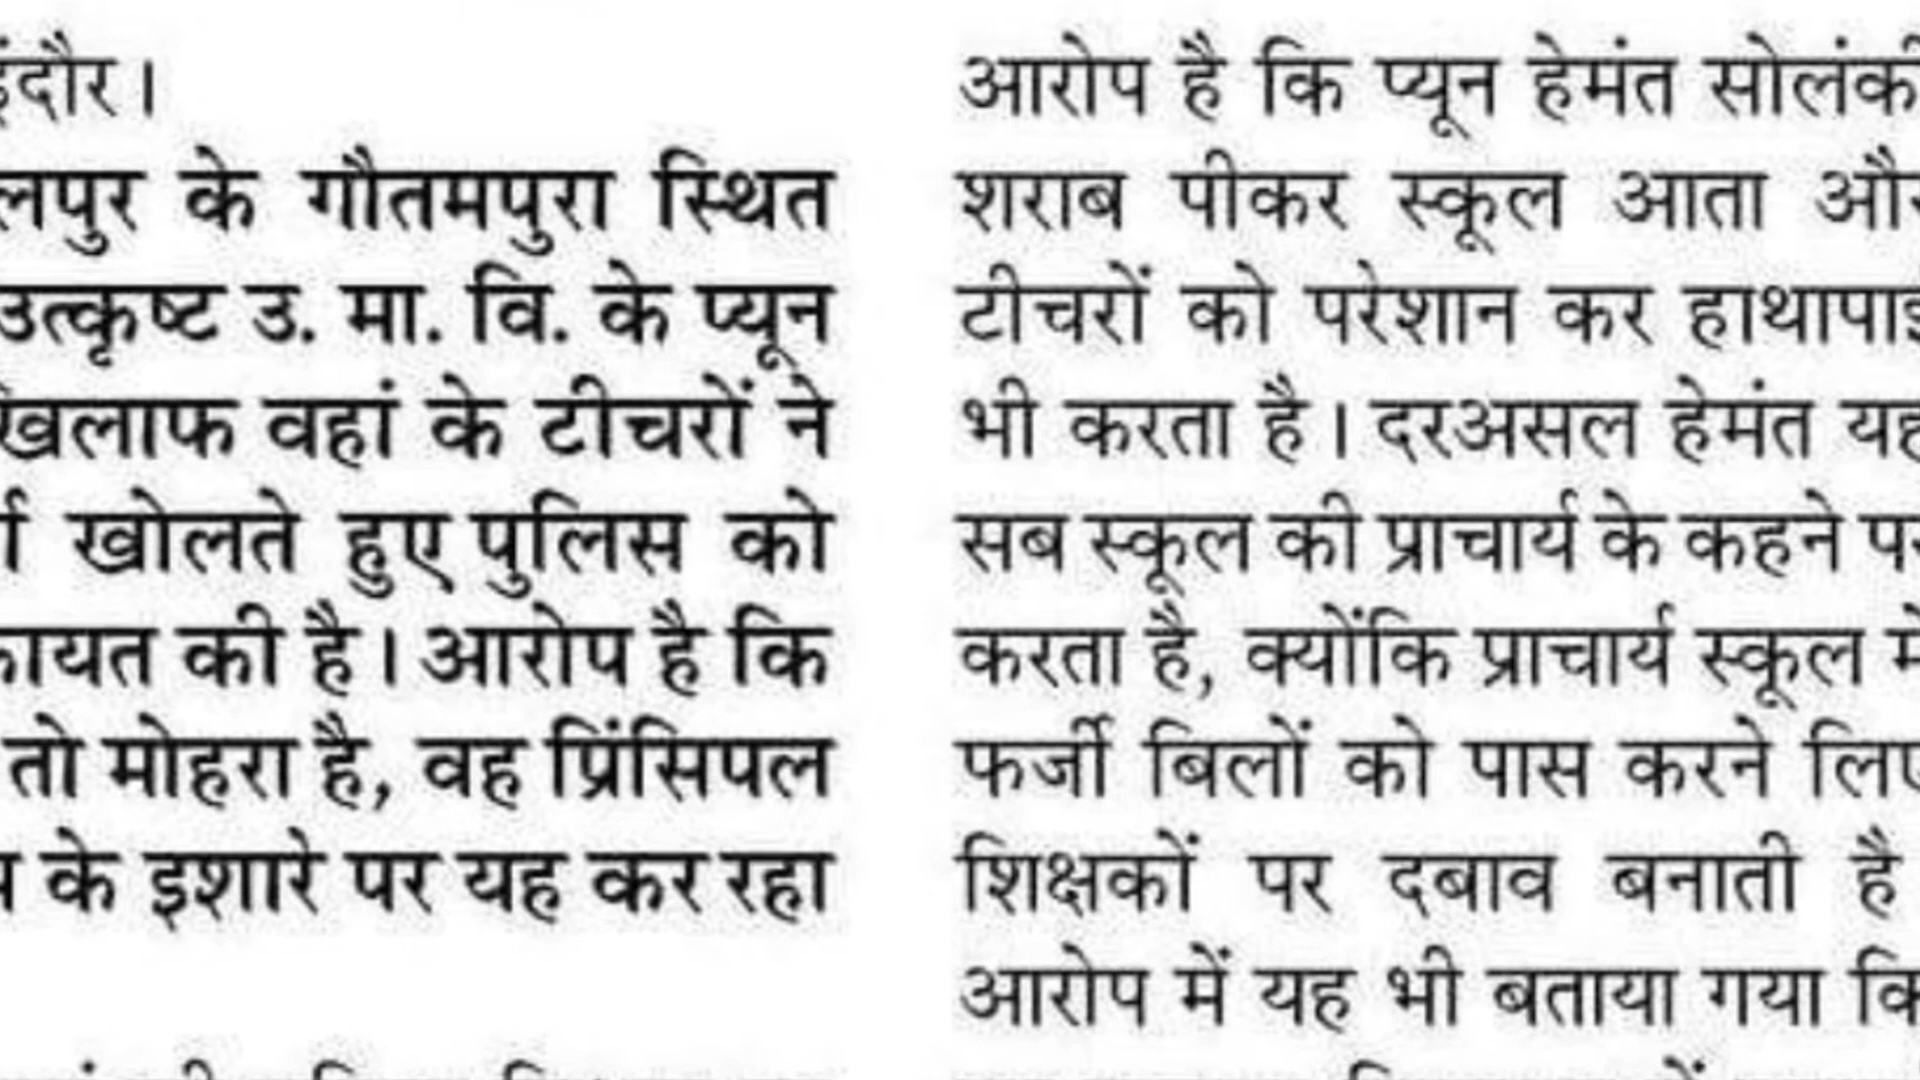 इंदौर।
के गौतमपुरा स्थित
उत्कृष्ट उ. मा. वि. के प्यून
वहां के टीचरों ने
खोलते हुए पुलिस को
की है। आरोप है कि
तो मोहरा है, वह प्रिंसिपल
के इशारे पर यह कर रहा
आरोप है कि प्यून हेमंत सोलंकी
शराब पीकर स्कूल आता और
टीचरों को परेशान कर हाथापाई
भी करता है। दरअसल हेमंत यह
सब स्कूल की प्राचार्य के कहने पर
करता है, क्योंकि प्राचार्य स्कूल में
फर्जी बिलों को पास करने लिए
शिक्षकों पर दबाव बनाती है
आरोप में यह भी बताया गया कि